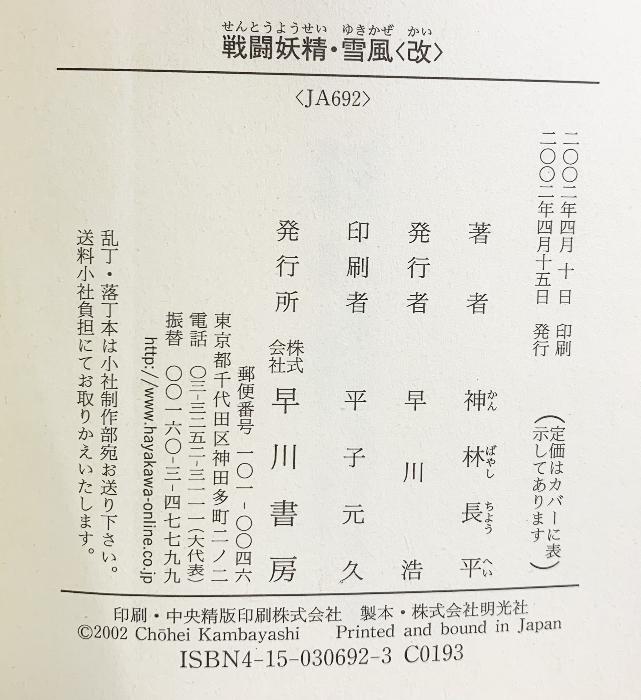 せんとうようせい ゆきかぜ かい
戦闘妖精・雪風〈改〉
〈JA692〉
二〇〇二年四月 十 日 印刷
二〇〇二年四月十五日 発行
（定価はカバーに表
示してあります）
著者 神林長平
かん ばやし ちよう へい
発行者 早川 浩
印刷者 平子元久
発行所 株式会社 早川書房
郵便番号 一〇一-〇〇四六
東京都千代田区神田多町二ノ二
電話 〇三-三二五二-三一一一（大代表）
振替 〇〇一六〇-三-四七七九九
http://www.hayakawa-online.co.jp
乱丁・落丁本は小社制作部宛お送り下さい。
送料小社負担にてお取りかえいたします。
印刷・中央精版印刷株式会社 製本・株式会社明光社
©2002 Chōhei Kambayashi Printed and bound in Japan
ISBN4-15-030692-3 C0193